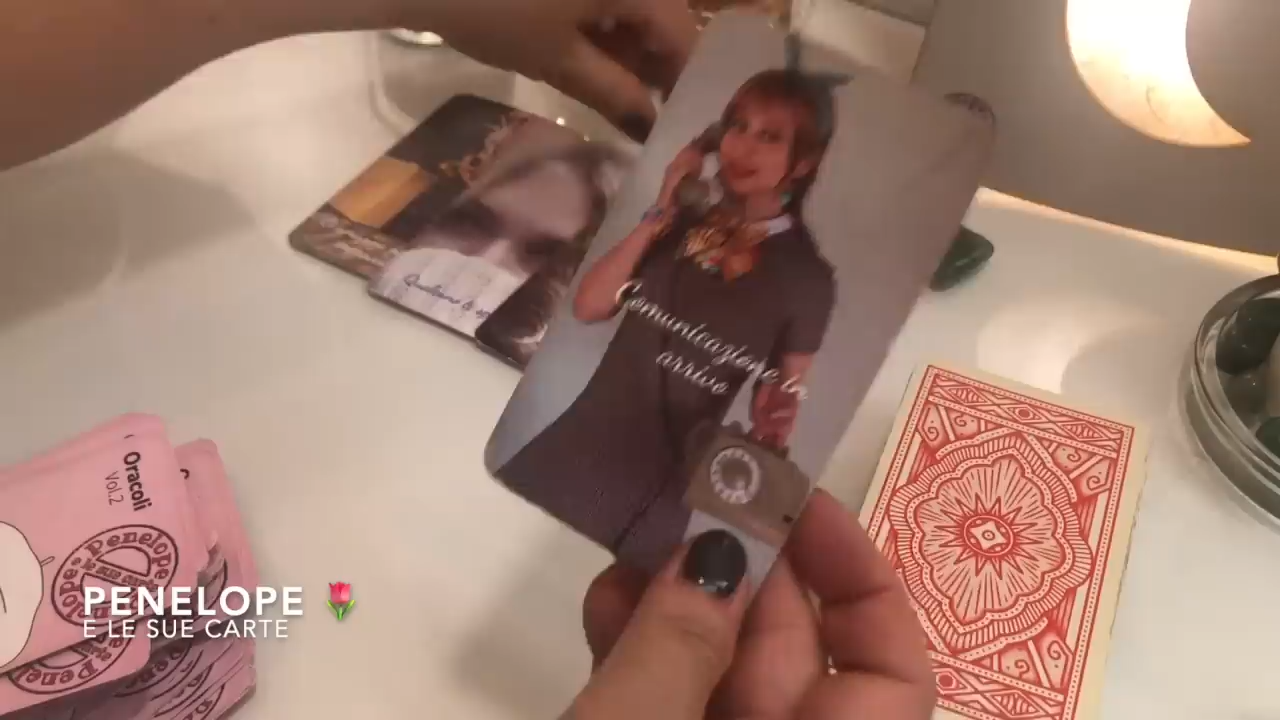 Comunicazione in
arrivo
Oracoli
Vol.2
Penelope
PENELOPE 🌷
E LE SUE CARTE